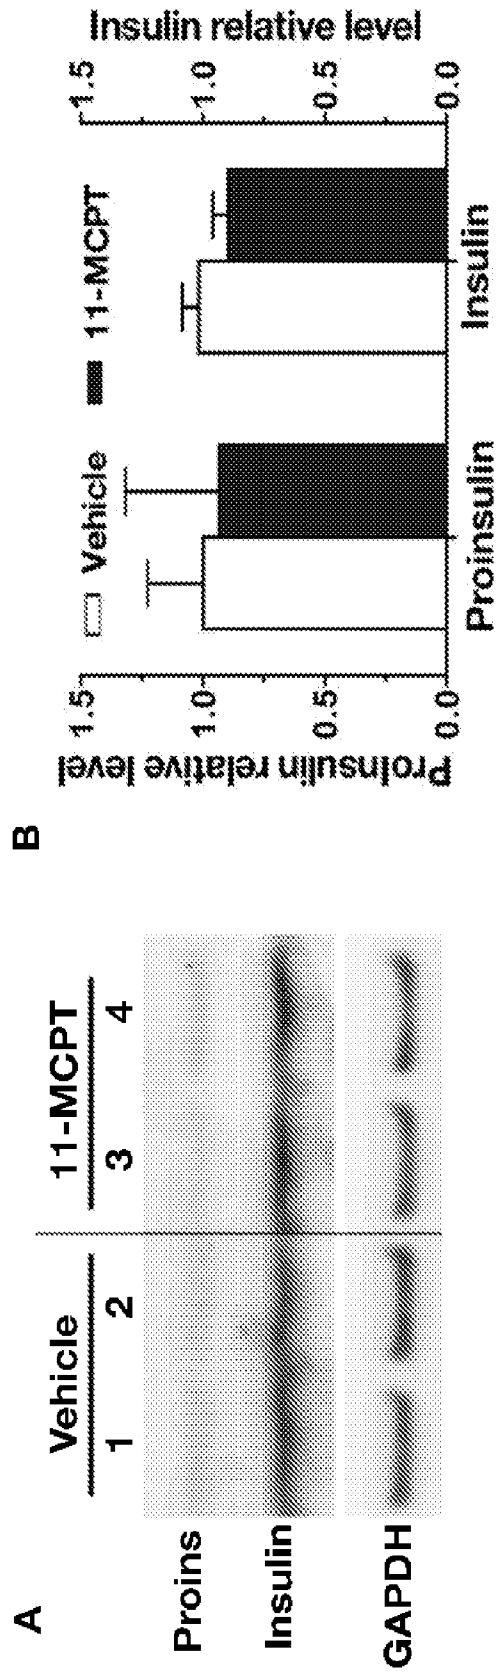 A
Vehicle
11-MCPT
1 2 3 4
Proins
Insulin
GAPDH
B
Vehicle 11-MCPT
ProInsulin relative level
1.5
1.0
0.5
0.0
Insulin relative level
1.5
1.0
0.5
0.0
Proinsulin Insulin